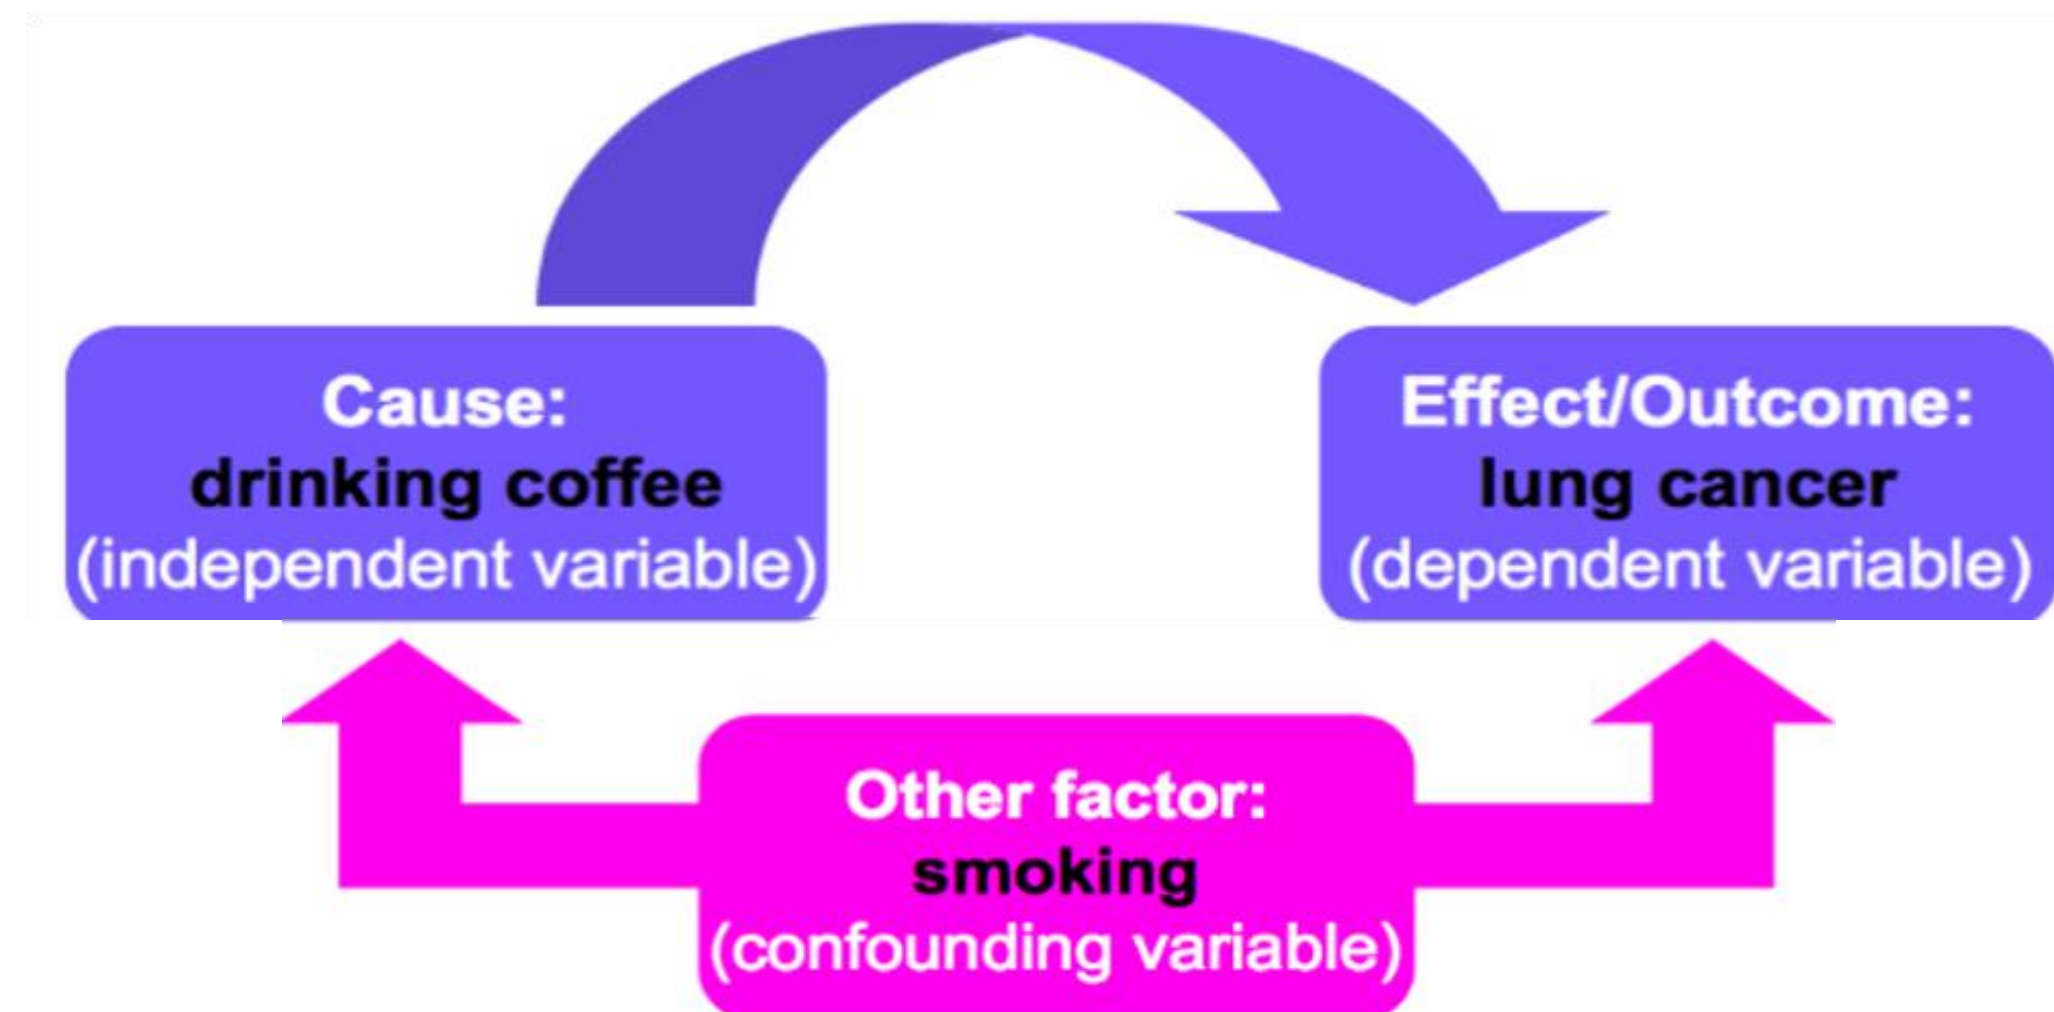 Cause:
drinking coffee
(independent variable)
Effect/Outcome:
lung cancer
(dependent variable)
Other factor:
smoking
(confounding variable)